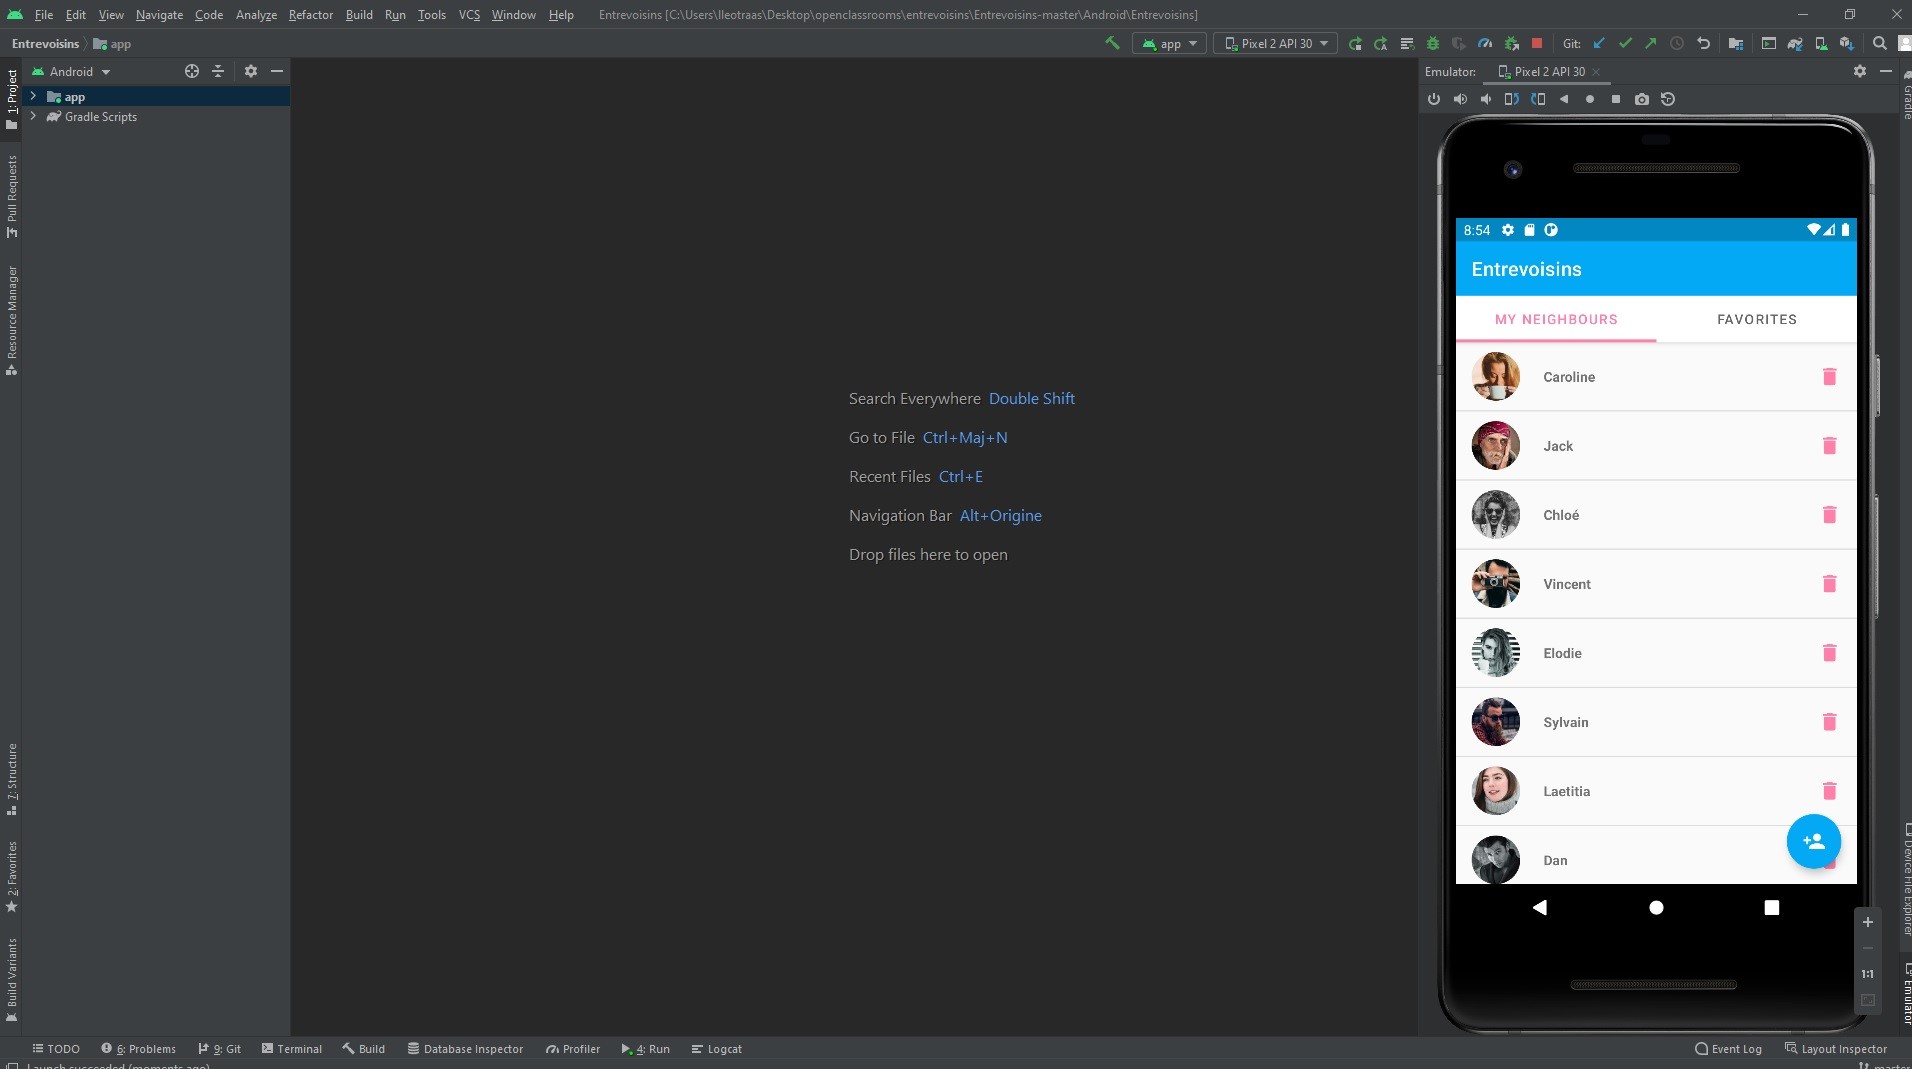 File Edit View Navigate Code Analyze Refactor Build Run Tools VCS Window Help Entrevoisins [C:\Users\lleotraas\Desktop\openclassrooms\entrevoisins\Entrevoisins-master\Android\Entrevoisins]
Entrevoisins app app Pixel 2 API 30 Git:
Android
app
Gradle Scripts
1: Project
Pull Requests
Resource Manager
7: Structure
2: Favorites
Build Variants
Search Everywhere Double Shift
Go to File Ctrl+Maj+N
Recent Files Ctrl+E
Navigation Bar Alt+Origine
Drop files here to open
Emulator: Pixel 2 API 30
8:54
Entrevoisins
MY NEIGHBOURS FAVORITES
Caroline
Jack
Chloé
Vincent
Elodie
Sylvain
Laetitia
Dan
1:1
Gradle
Device File Explorer
Emulator
TODO 6: Problems 9: Git Terminal Build Database Inspector Profiler 4: Run Logcat Event Log Layout Inspector
Launch succeeded (moments ago) master